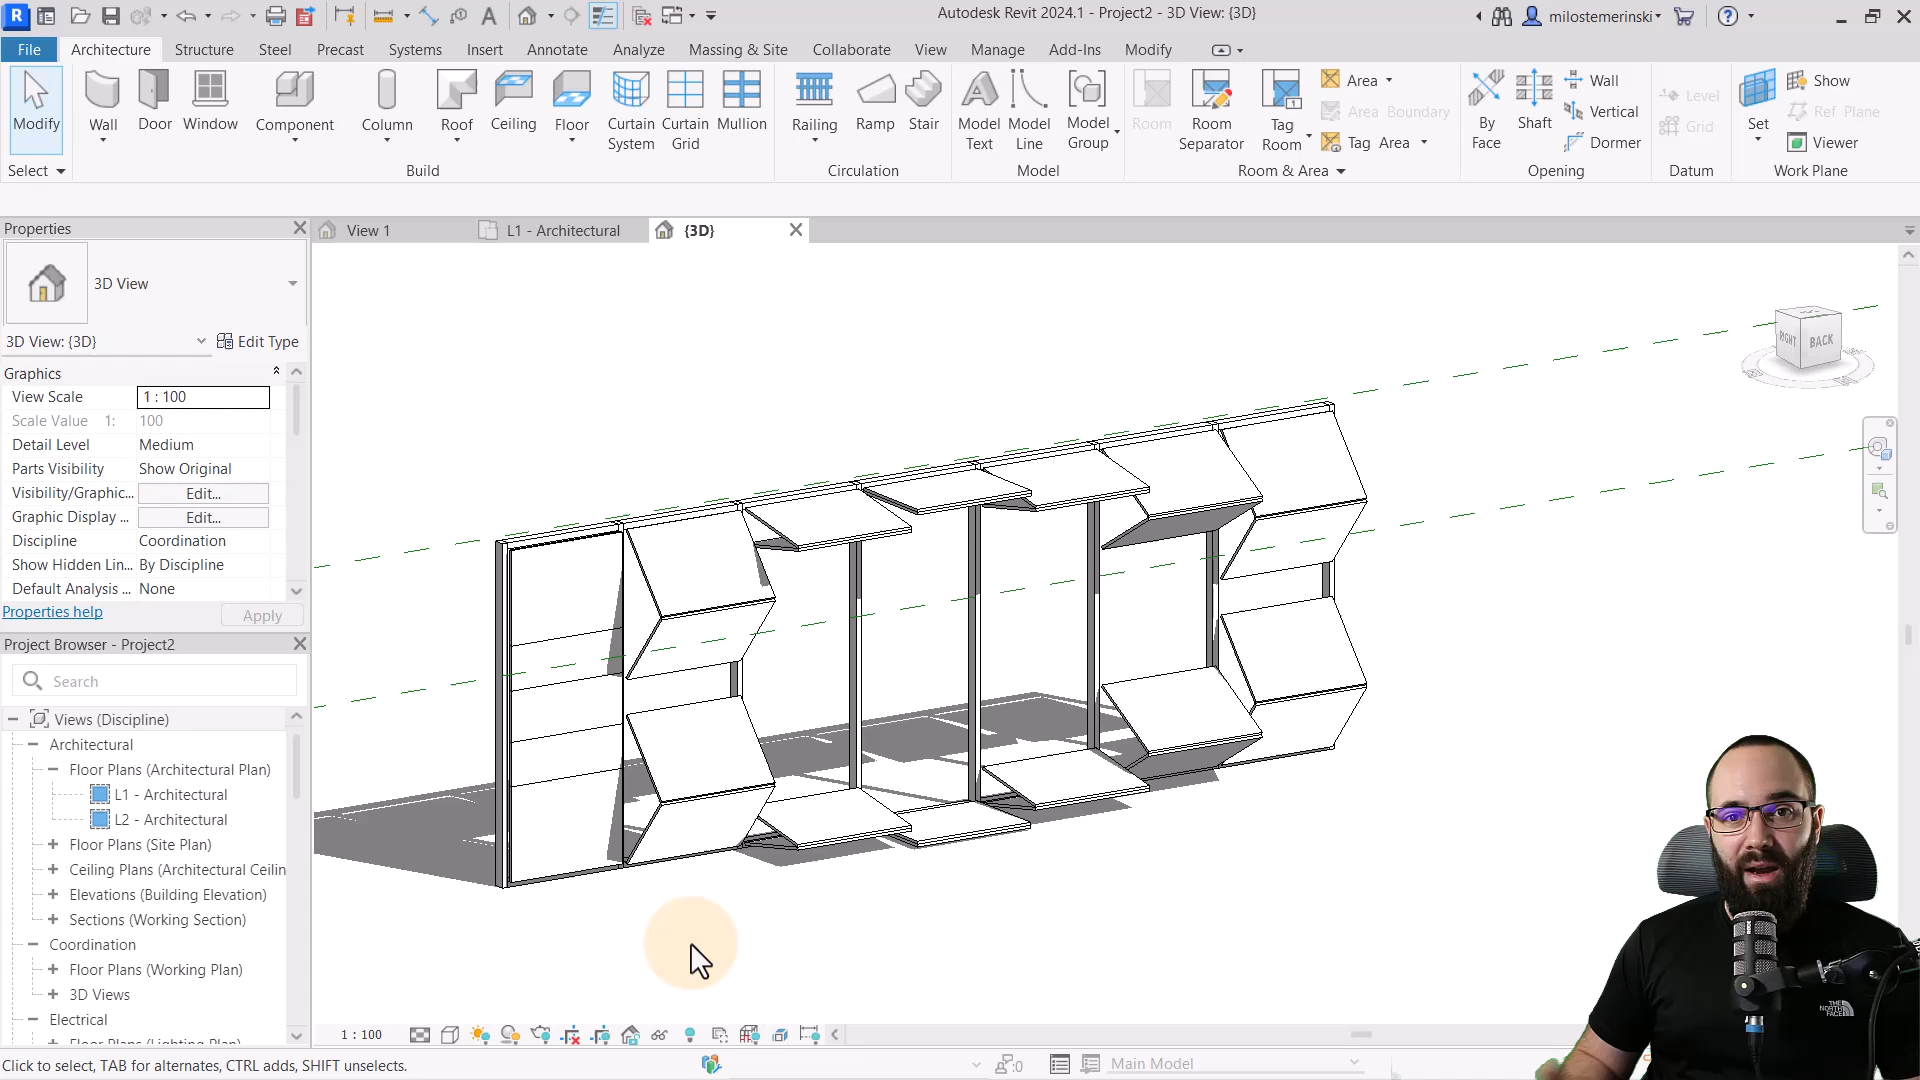 Autodesk Revit 2024.1 - Project2 - 3D View: {3D}
milostemerinski
File Architecture Structure Steel Precast Systems Insert Annotate Analyze Massing & Site Collaborate View Manage Add-Ins Modify
Modify
Wall
Door
Window
Component
Column
Roof
Ceiling
Floor
Curtain System
Curtain Grid
Mullion
Railing
Ramp
Stair
Model Text
Model Line
Model Group
Room
Room Separator
Tag Room
Area
Area Boundary
Tag Area
By Face
Shaft
Wall
Vertical
Dormer
Level
Grid
Set
Show
Ref Plane
Viewer
Select Build Circulation Model Room & Area Opening Datum Work Plane
Properties
View 1
L1 - Architectural
{3D}
3D View
3D View: {3D}
Edit Type
Graphics
View Scale 1 : 100
Scale Value 1: 100
Detail Level Medium
Parts Visibility Show Original
Visibility/Graphic... Edit...
Graphic Display ... Edit...
Discipline Coordination
Show Hidden Lin... By Discipline
Default Analysis ... None
Properties help
Apply
Project Browser - Project2
Search
Views (Discipline)
Architectural
Floor Plans (Architectural Plan)
L1 - Architectural
L2 - Architectural
Floor Plans (Site Plan)
Ceiling Plans (Architectural Ceilin
Elevations (Building Elevation)
Sections (Working Section)
Coordination
Floor Plans (Working Plan)
3D Views
Electrical
Floor Plans (Lighting Plan)
RIGHT
BACK
THE NORTH FACE
1 : 100
Click to select, TAB for alternates, CTRL adds, SHIFT unselects.
:0
Main Model